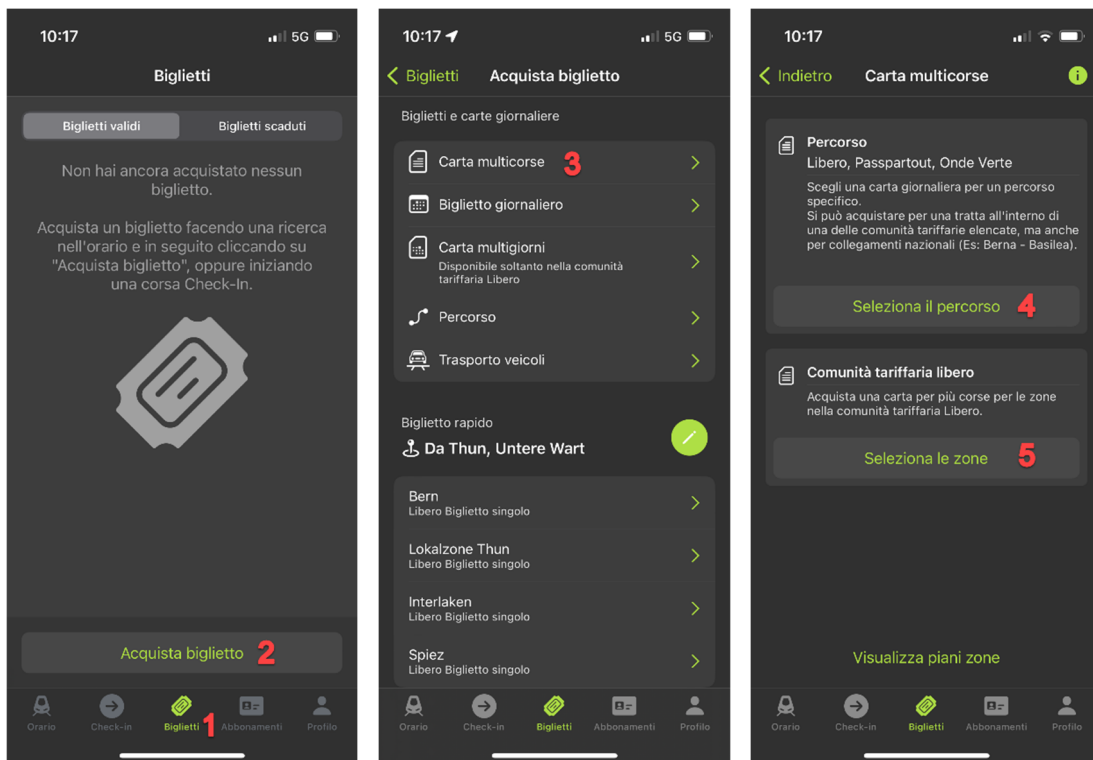 10:17
5G
Biglietti
Biglietti validi
Biglietti scaduti
Non hai ancora acquistato nessun
biglietto.
Acquista un biglietto facendo una ricerca
nell'orario e in seguito cliccando su
"Acquista biglietto", oppure iniziando
una corsa Check-In.
Acquista biglietto 2
Orario
Check-in
Biglietti 1
Abbonamenti
Profilo
10:17
5G
Biglietti
Acquista biglietto
Biglietti e carte giornaliere
Carta multicorse 3
Biglietto giornaliero
Carta multigiorni
Disponibile soltanto nella comunità
tariffaria Libero
Percorso
Trasporto veicoli
Biglietto rapido
Da Thun, Untere Wart
Bern
Libero Biglietto singolo
Lokalzone Thun
Libero Biglietto singolo
Interlaken
Libero Biglietto singolo
Spiez
Libero Biglietto singolo
Orario
Check-in
Biglietti
Abbonamenti
Profilo
10:17
Indietro
Carta multicorse
i
Percorso
Libero, Passpartout, Onde Verte
Scegli una carta giornaliera per un percorso
specifico.
Si può acquistare per una tratta all'interno di
una delle comunità tariffarie elencate, ma anche
per collegamenti nazionali (Es: Berna - Basilea).
Seleziona il percorso 4
Comunità tariffaria libero
Acquista una carta per più corse per le zone
nella comunità tariffaria Libero.
Seleziona le zone 5
Visualizza piani zone
Orario
Check-in
Biglietti
Abbonamenti
Profilo